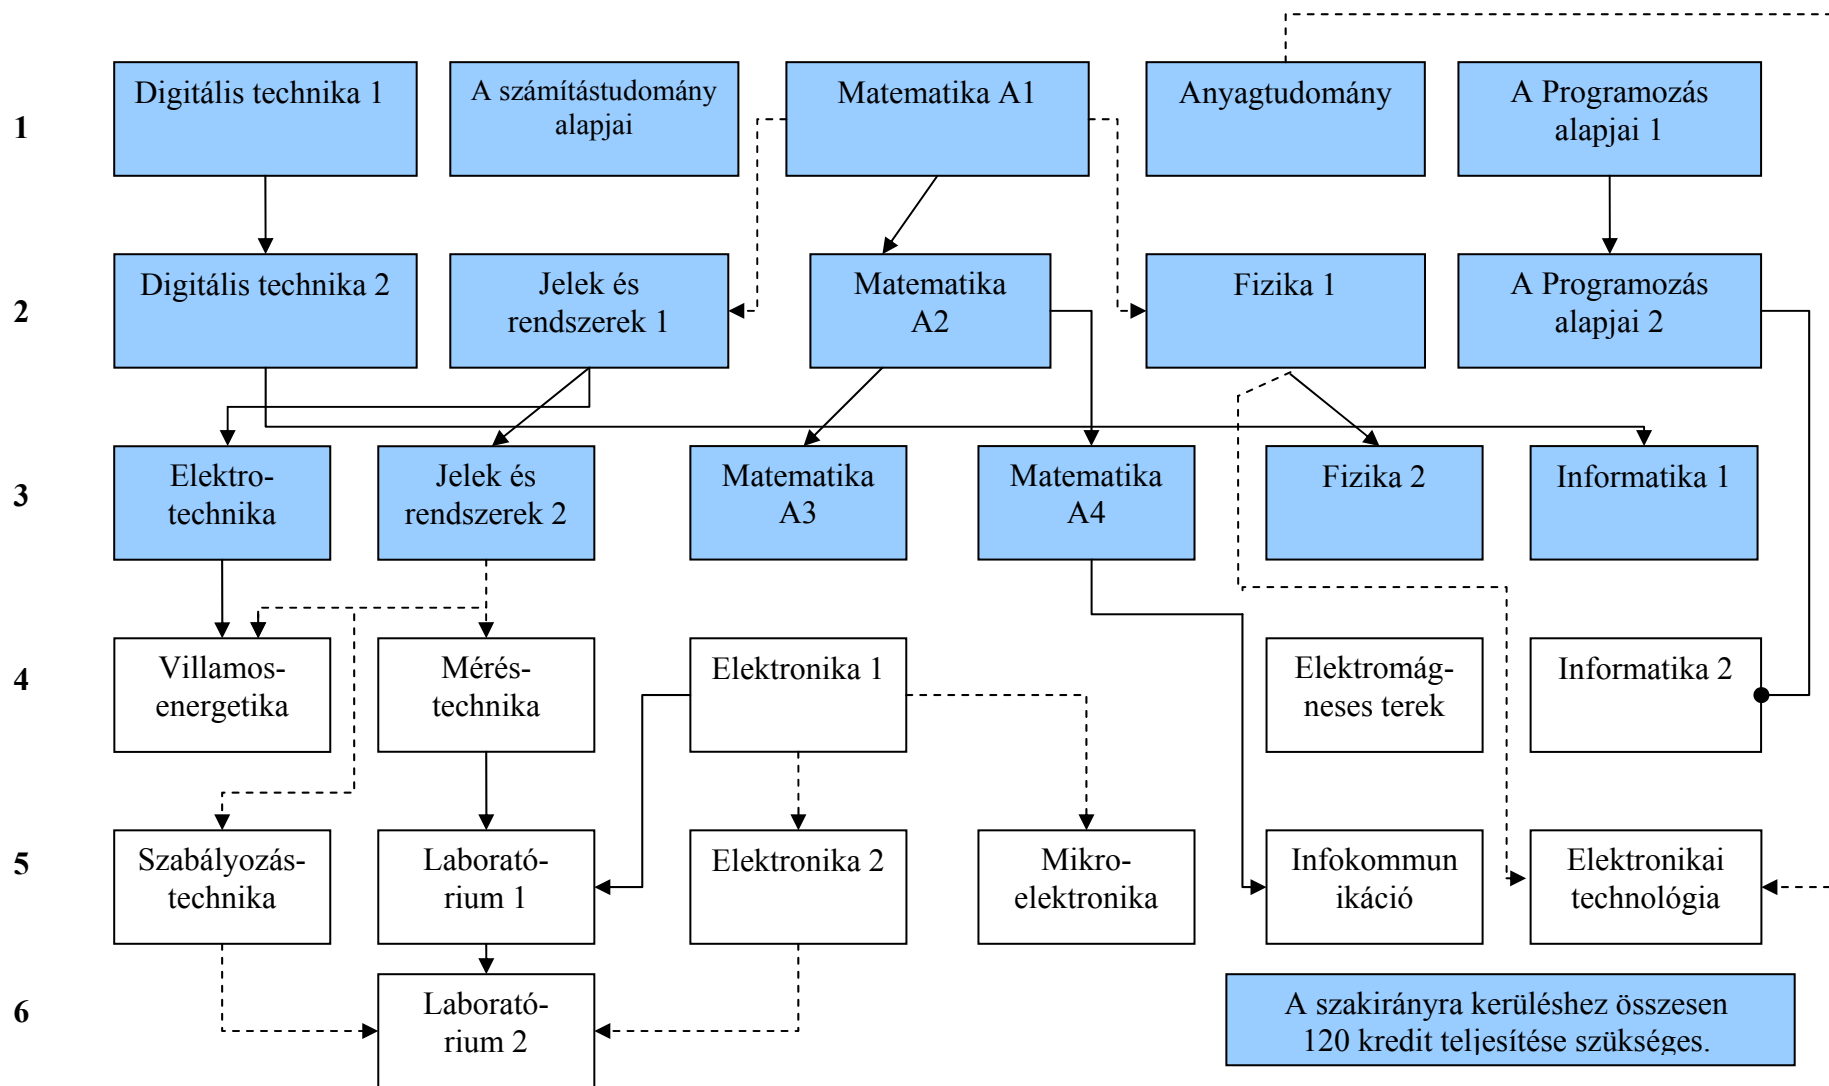 1
Digitális technika 1
A számítástudomány
alapjai
Matematika A1
Anyagtudomány
A Programozás
alapjai 1
2
Digitális technika 2
Jelek és
rendszerek 1
Matematika
A2
Fizika 1
A Programozás
alapjai 2
3
Elektro-
technika
Jelek és
rendszerek 2
Matematika
A3
Matematika
A4
Fizika 2
Informatika 1
4
Villamos-
energetika
Mérés-
technika
Elektronika 1
Elektromág-
neses terek
Informatika 2
5
Szabályozás-
technika
Laborató-
rium 1
Elektronika 2
Mikro-
elektronika
Infokommun
ikáció
Elektronikai
technológia
6
Laborató-
rium 2
A szakirányra kerüléshez összesen
120 kredit teljesítése szükséges.